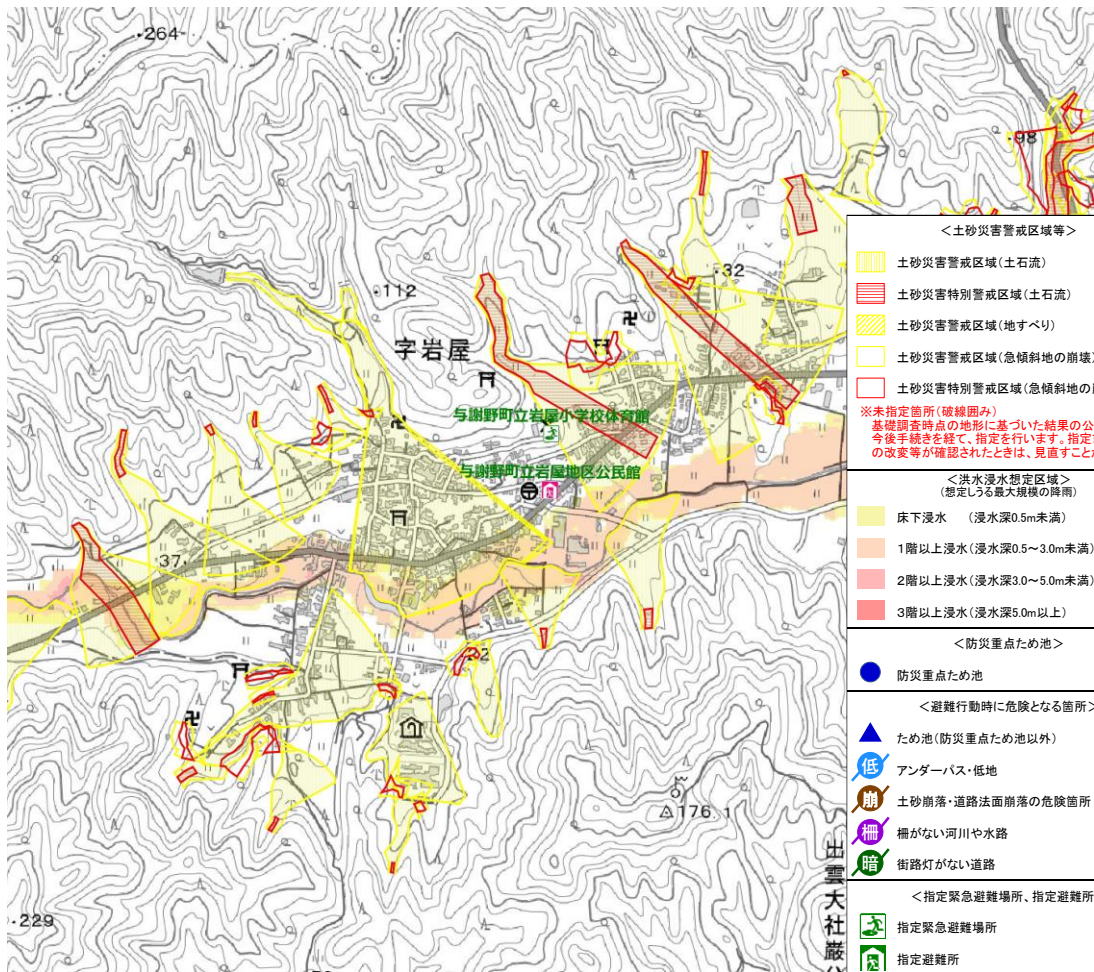 264
98
112
32
字岩屋
与謝野町立岩屋小学校体育館
与謝野町立岩屋地区公民館
37
176.1
出雲大社巌分
229
＜土砂災害警戒区域等＞
土砂災害警戒区域(土石流)
土砂災害特別警戒区域(土石流)
土砂災害警戒区域(地すべり)
土砂災害警戒区域(急傾斜地の崩壊)
土砂災害特別警戒区域(急傾斜地の
※未指定箇所(破線囲み)
基礎調査時点の地形に基づいた結果の公
今後手続きを経て、指定を行います。指定
の改変等が確認されたときは、見直すことが
＜洪水浸水想定区域＞
(想定しうる最大規模の降雨)
床下浸水　(浸水深0.5m未満)
1階以上浸水(浸水深0.5～3.0m未満)
2階以上浸水(浸水深3.0～5.0m未満)
3階以上浸水(浸水深5.0m以上)
＜防災重点ため池＞
防災重点ため池
＜避難行動時に危険となる箇所＞
ため池(防災重点ため池以外)
低 アンダーパス・低地
崩 土砂崩落・道路法面崩落の危険箇所
柵 柵がない河川や水路
暗 街路灯がない道路
＜指定緊急避難場所、指定避難所
指定緊急避難場所
指定避難所